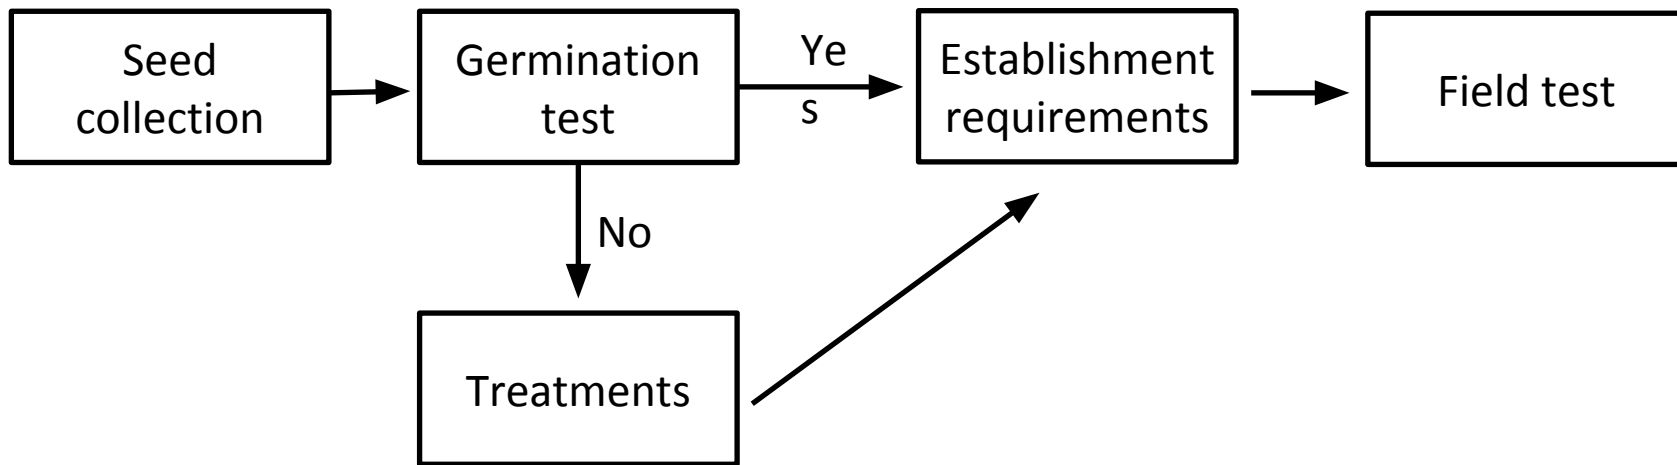 Seed
collection
Germination
test
Ye
s
Establishment
requirements
Field test
No
Treatments